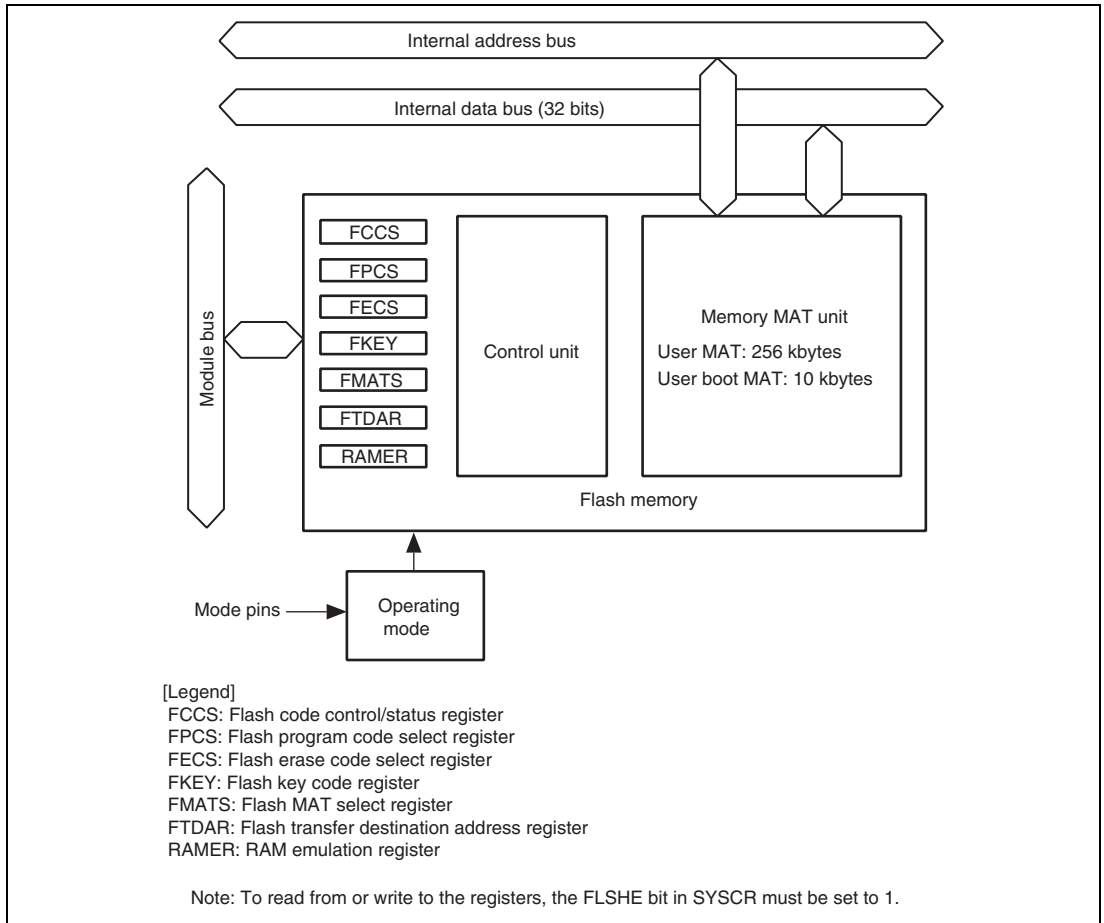 Internal address bus
Internal data bus (32 bits)
Module bus
FCCS
FPCS
FECS
FKEY
FMATS
FTDAR
RAMER
Control unit
Memory MAT unit
User MAT: 256 kbytes
User boot MAT: 10 kbytes
Flash memory
Mode pins
Operating
mode
[Legend]
FCCS: Flash code control/status register
FPCS: Flash program code select register
FECS: Flash erase code select register
FKEY: Flash key code register
FMATS: Flash MAT select register
FTDAR: Flash transfer destination address register
RAMER: RAM emulation register
Note: To read from or write to the registers, the FLSHE bit in SYSCR must be set to 1.